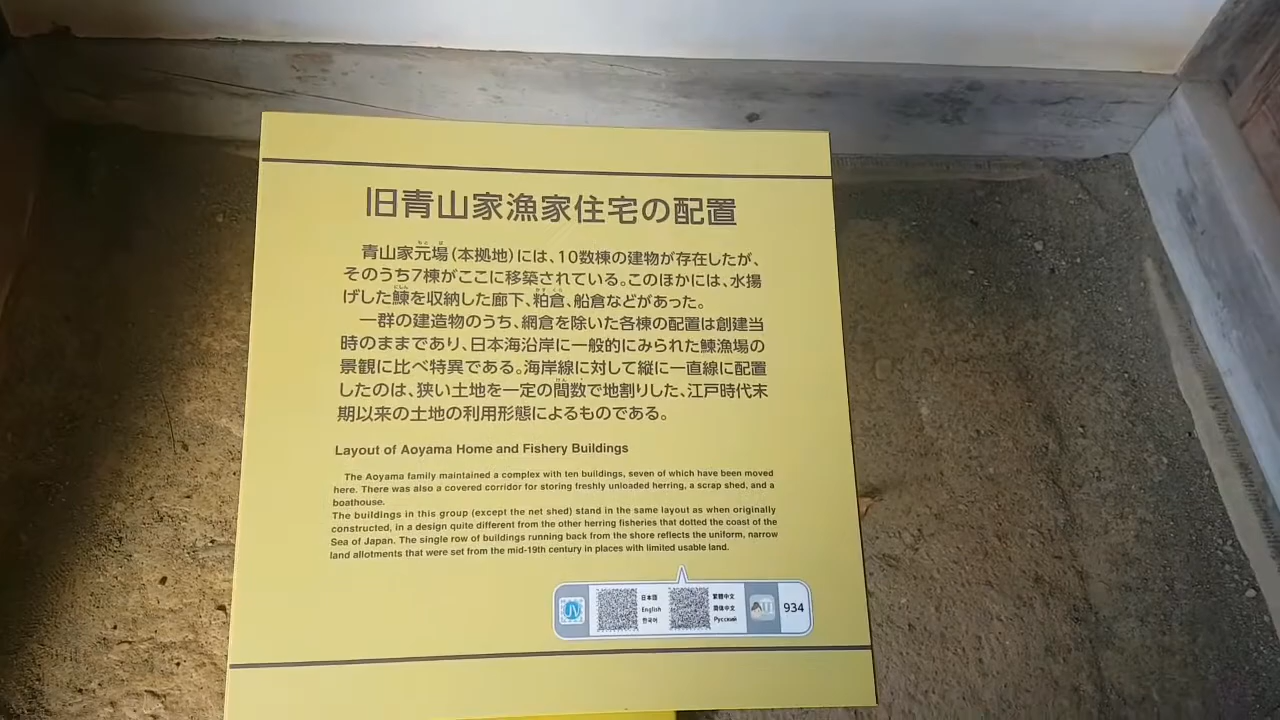 旧青山家漁家住宅の配置
青山家元場(本拠地)には、10数棟の建物が存在したが、
そのうち7棟がここに移築されている。このほかには、水揚
げした鰊を収納した廊下、粕倉、船倉などがあった。
一群の建造物のうち、網倉を除いた各棟の配置は創建当
時のままであり、日本海沿岸に一般的にみられた鰊漁場の
景観に比べ特異である。海岸線に対して縦に一直線に配置
したのは、狭い土地を一定の間数で地割りした、江戸時代末
期以来の土地の利用形態によるものである。
Layout of Aoyama Home and Fishery Buildings
The Aoyama family maintained a complex with ten buildings, seven of which have been moved
here. There was also a covered corridor for storing freshly unloaded herring, a scrap shed, and a
boathouse.
The buildings in this group (except the net shed) stand in the same layout as when originally
constructed, in a design quite different from the other herring fisheries that dotted the coast of the
Sea of Japan. The single row of buildings running back from the shore reflects the uniform, narrow
land allotments that were set from the mid-19th century in places with limited usable land.
JV
日本語
English
한국어
繁體中文
简体中文
Русский
AU
934